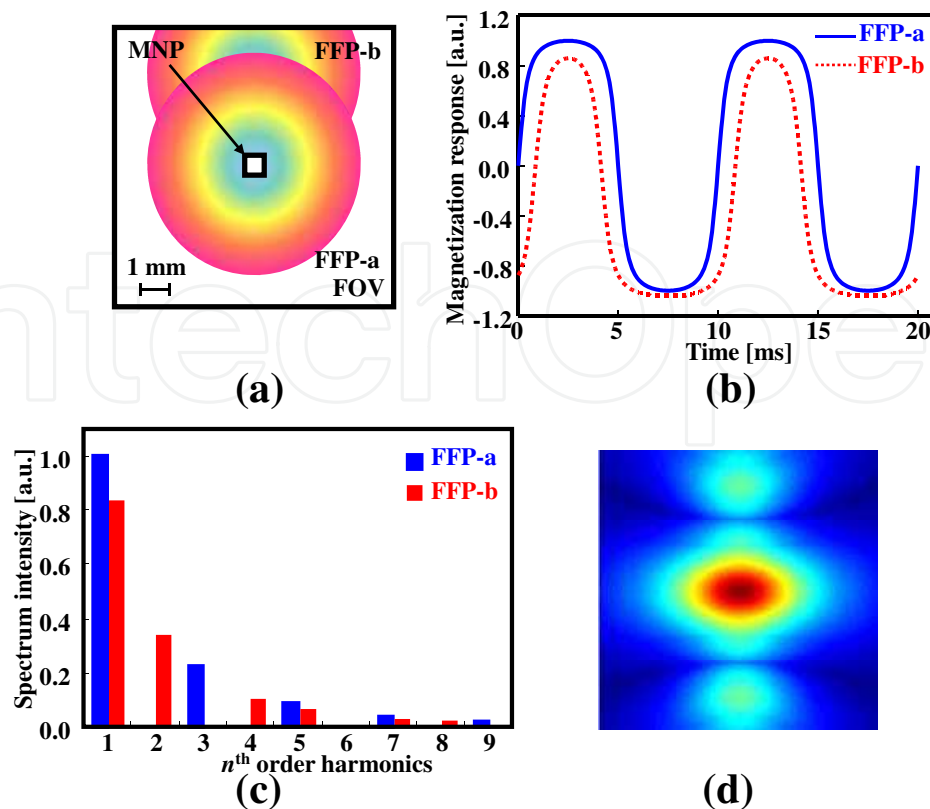 MNP
FFP-b
FFP-a
FOV
1 mm
(a)
Magnetization response [a.u.]
1.2
0.8
0.4
0.0
-0.4
-0.8
-1.2
0
5
10
15
20
Time [ms]
FFP-a
FFP-b
(b)
Spectrum intensity [a.u.]
1.0
0.8
0.6
0.4
0.2
0.0
1 2 3 4 5 6 7 8 9
nth order harmonics
FFP-a
FFP-b
(c)
(d)
ntechOpe